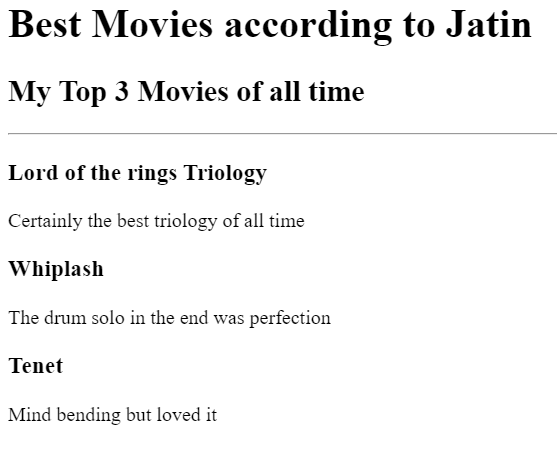 Best Movies according to Jatin
My Top 3 Movies of all time
Lord of the rings Triology
Certainly the best triology of all time
Whiplash
The drum solo in the end was perfection
Tenet
Mind bending but loved it